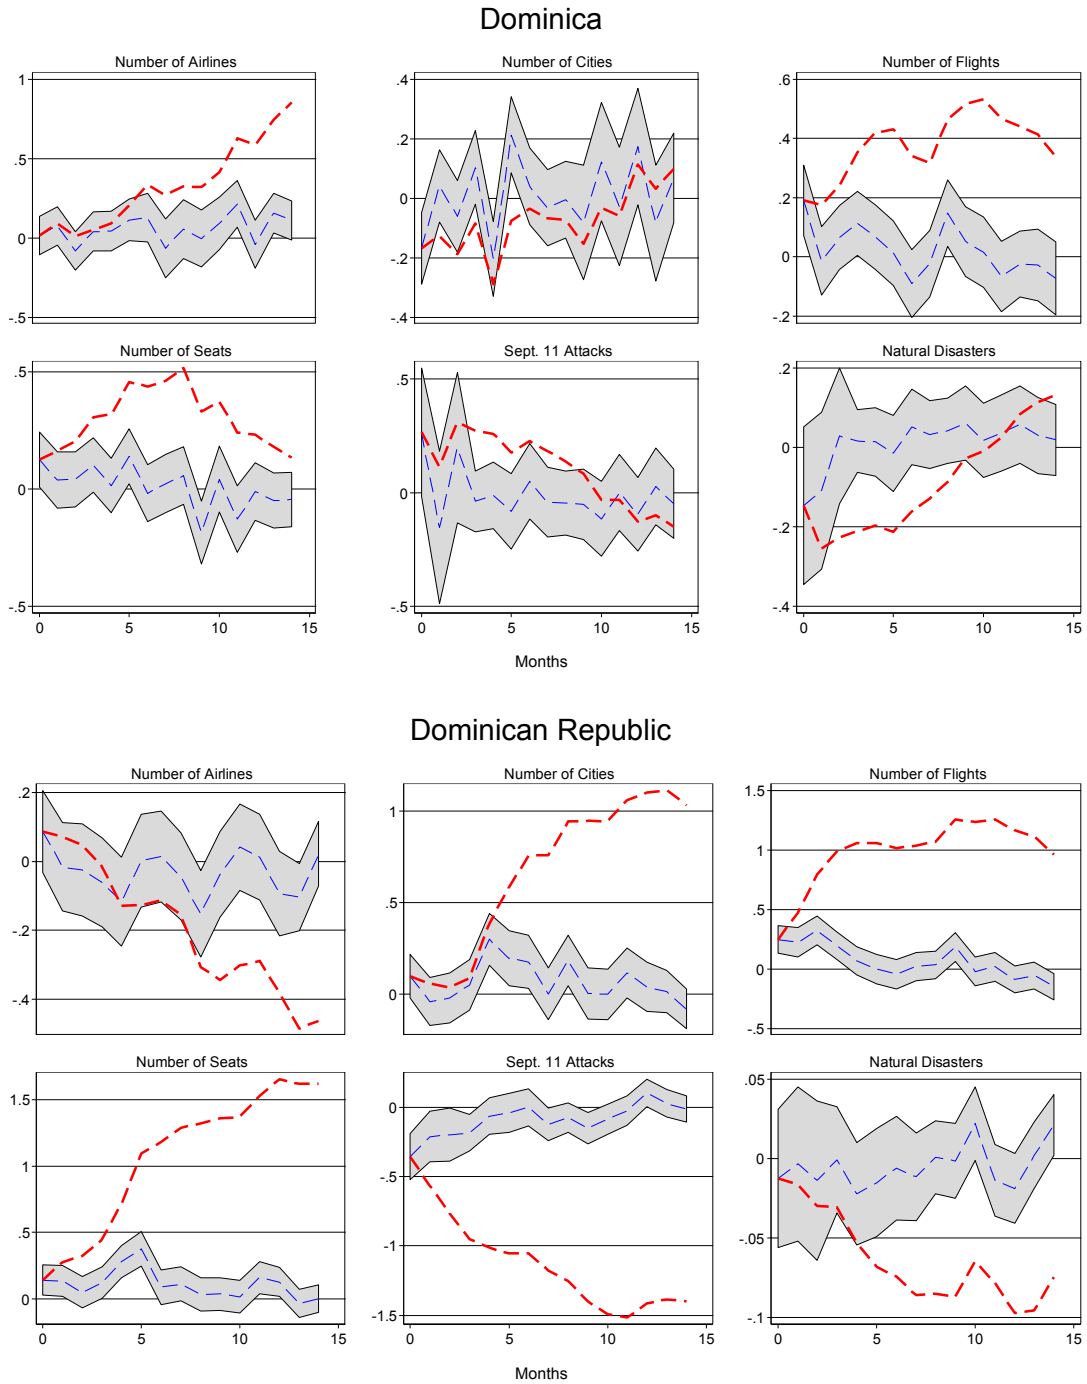 Dominica
Number of Airlines
Number of Cities
Number of Flights
1
.5
0
-.5
.4
.2
0
-.2
-.4
.6
.4
.2
0
-.2
Number of Seats
Sept. 11 Attacks
Natural Disasters
.5
0
-.5
.5
0
-.5
.2
0
-.2
-.4
0 5 10 15
0 5 10 15
0 5 10 15
Months
Dominican Republic
Number of Airlines
Number of Cities
Number of Flights
.2
0
-.2
-.4
1
.5
0
1.5
1
.5
0
-.5
Number of Seats
Sept. 11 Attacks
Natural Disasters
1.5
1
.5
0
0
-.5
-1
-1.5
.05
0
-.05
-.1
0 5 10 15
0 5 10 15
0 5 10 15
Months